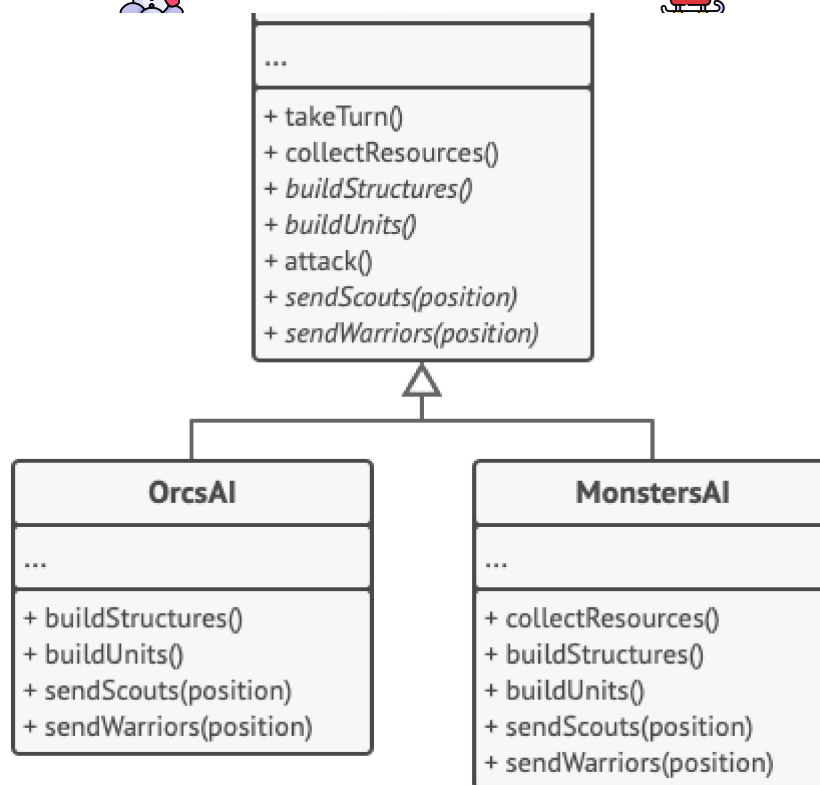 ...
+ takeTurn()
+ collectResources()
+ buildStructures()
+ buildUnits()
+ attack()
+ sendScouts(position)
+ sendWarriors(position)
OrcsAI
...
+ buildStructures()
+ buildUnits()
+ sendScouts(position)
+ sendWarriors(position)
MonstersAI
...
+ collectResources()
+ buildStructures()
+ buildUnits()
+ sendScouts(position)
+ sendWarriors(position)